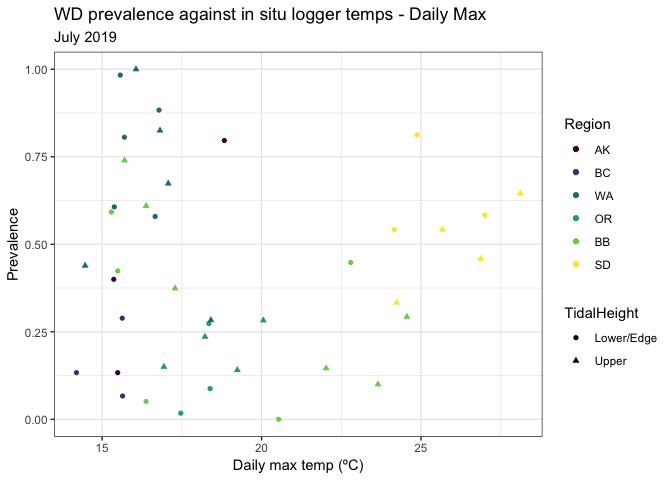 WD prevalence against in situ logger temps - Daily Max
July 2019
1.00
0.75
0.50
0.25
0.00
Prevalence
15
20
25
Daily max temp (ºC)
Region
AK
BC
WA
OR
BB
SD
TidalHeight
Lower/Edge
Upper